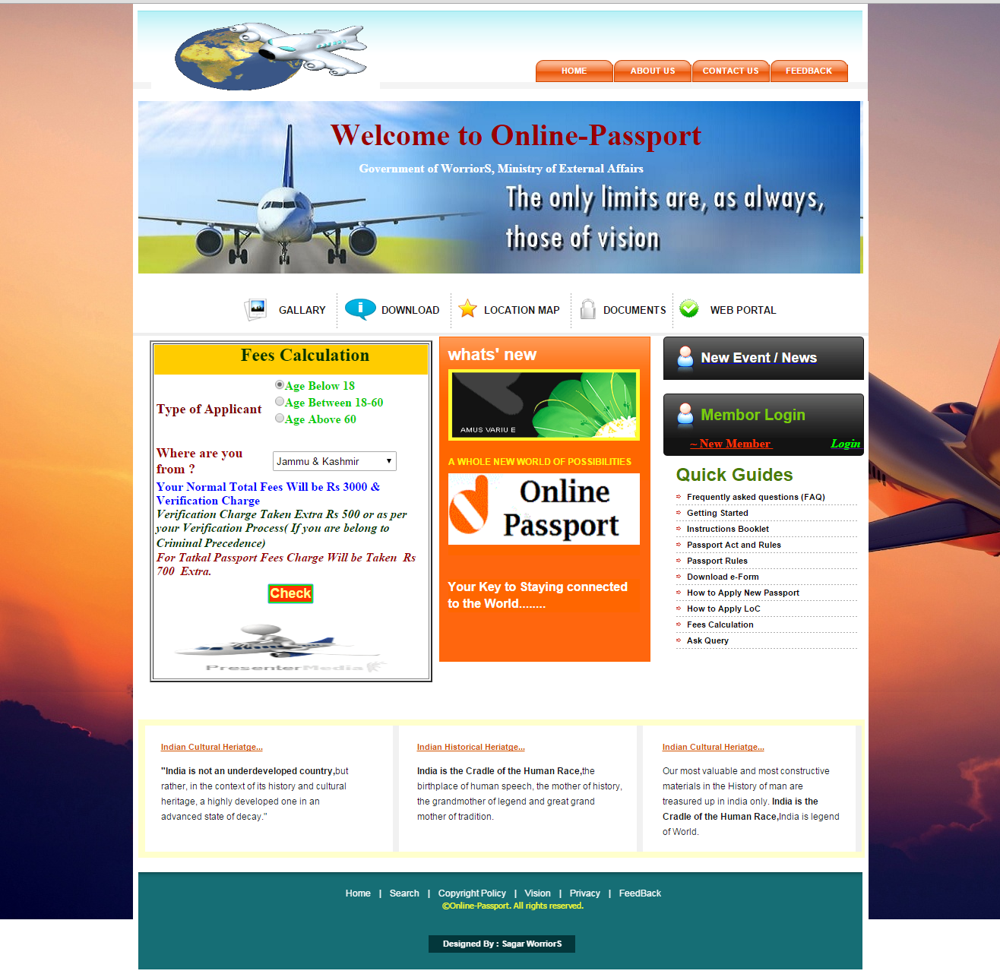 HOME
ABOUT US
CONTACT US
FEEDBACK
Welcome to Online-Passport
Government of WorriorS, Ministry of External Affairs
The only limits are, as always,
those of vision
GALLARY
DOWNLOAD
LOCATION MAP
DOCUMENTS
WEB PORTAL
Fees Calculation
Type of Applicant
Age Below 18
Age Between 18-60
Age Above 60
Where are you
from ?
Jammu & Kashmir
Your Normal Total Fees Will be Rs 3000 &
Verification Charge
Verification Charge Taken Extra Rs 500 or as per
your Verification Process( If you are belong to
Criminal Precedence)
For Tatkal Passport Fees Charge Will be Taken Rs
700 Extra.
Check
PresenterMedia
whats' new
AMUS VARIU E
A WHOLE NEW WORLD OF POSSIBILITIES
Online
Passport
Your Key to Staying connected
to the World........
New Event / News
Membor Login
~ New Member
Login
Quick Guides
Frequently asked questions (FAQ)
Getting Started
Instructions Booklet
Passport Act and Rules
Passport Rules
Download e-Form
How to Apply New Passport
How to Apply LoC
Fees Calculation
Ask Query
Indian Cultural Heriatge...
"India is not an underdeveloped country,but
rather, in the context of its history and cultural
heritage, a highly developed one in an
advanced state of decay."
Indian Historical Heriatge...
India is the Cradle of the Human Race,the
birthplace of human speech, the mother of history,
the grandmother of legend and great grand
mother of tradition.
Indian Cultural Heriatge...
Our most valuable and most constructive
materials in the History of man are
treasured up in india only. India is the
Cradle of the Human Race,India is legend
of World.
Home | Search | Copyright Policy | Vision | Privacy | FeedBack
©Online-Passport. All rights reserved.
Designed By : Sagar WorriorS